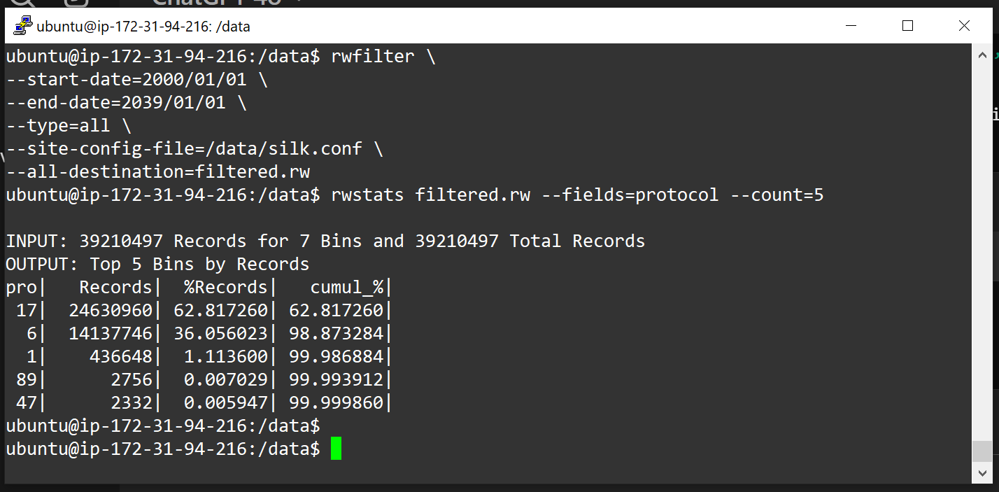 ubuntu@ip-172-31-94-216: /data
ubuntu@ip-172-31-94-216:/data$ rwfilter \
--start-date=2000/01/01 \
--end-date=2039/01/01 \
--type=all \
--site-config-file=/data/silk.conf \
--all-destination=filtered.rw
ubuntu@ip-172-31-94-216:/data$ rwstats filtered.rw --fields=protocol --count=5
INPUT: 39210497 Records for 7 Bins and 39210497 Total Records
OUTPUT: Top 5 Bins by Records
pro|   Records|  %Records|   cumul_%|
 17|  24630960| 62.817260| 62.817260|
  6|  14137746| 36.056023| 98.873284|
  1|    436648|  1.113600| 99.986884|
 89|      2756|  0.007029| 99.993912|
 47|      2332|  0.005947| 99.999860|
ubuntu@ip-172-31-94-216:/data$
ubuntu@ip-172-31-94-216:/data$